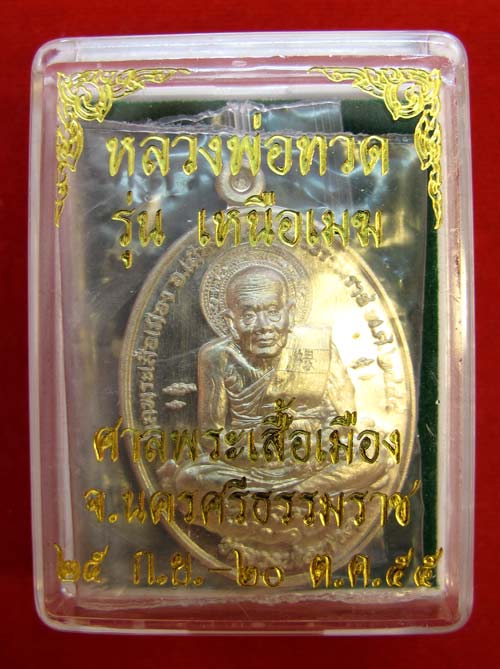 หลวงพ่อทวด
รุ่น เหนือเมฆ
ศาลพระเสื้อเมือง
จ.นครศรีธรรมราช
๒๕ ก.ย.-๒๐ ต.ค.๕๕